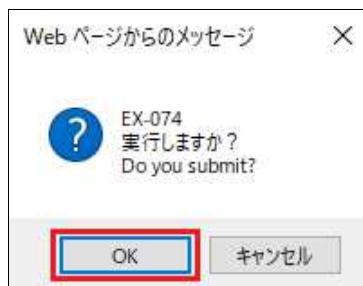 Web ページからのメッセージ
EX-074
実行しますか？
Do you submit?
OK
キャンセル